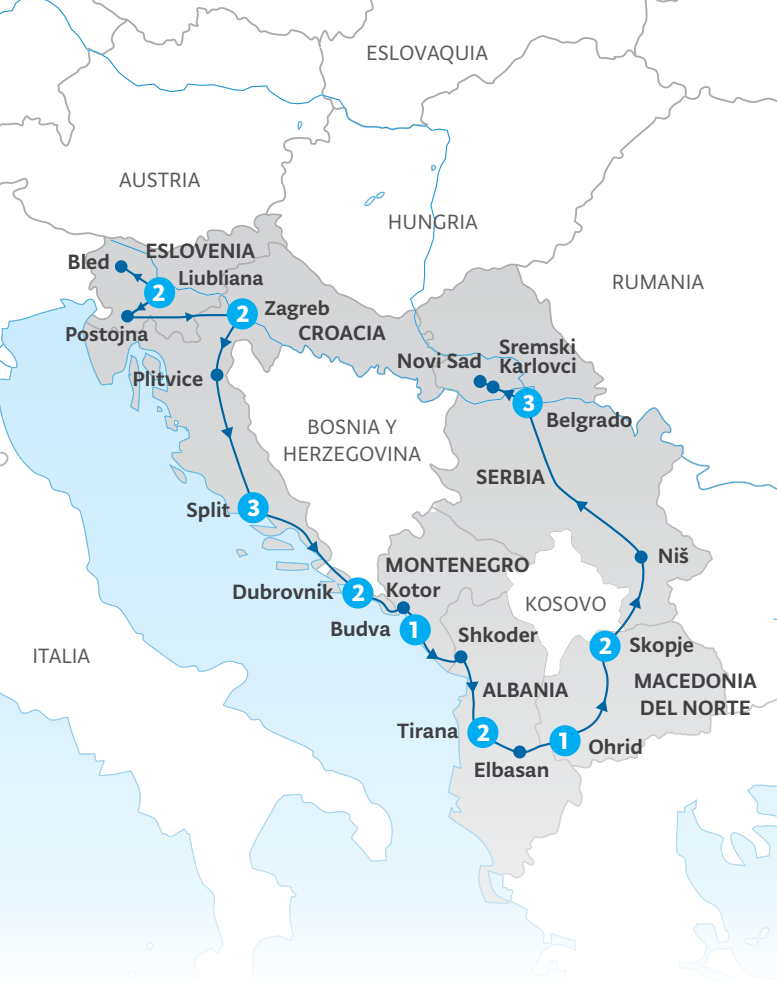 ESLOVAQUIA
AUSTRIA
HUNGRIA
ESLOVENIA
Bled
Liubliana
2
RUMANIA
Postojna
2
Zagreb
CROACIA
Sremski
Karlovci
Novi Sad
Plitvice
3
Belgrado
BOSNIA Y
HERZEGOVINA
SERBIA
Split
3
Niš
MONTENEGRO
Dubrovnik
2
Kotor
KOSOVO
Budva
1
Shkoder
2
Skopje
ITALIA
ALBANIA
MACEDONIA
DEL NORTE
Tirana
2
1
Ohrid
Elbasan